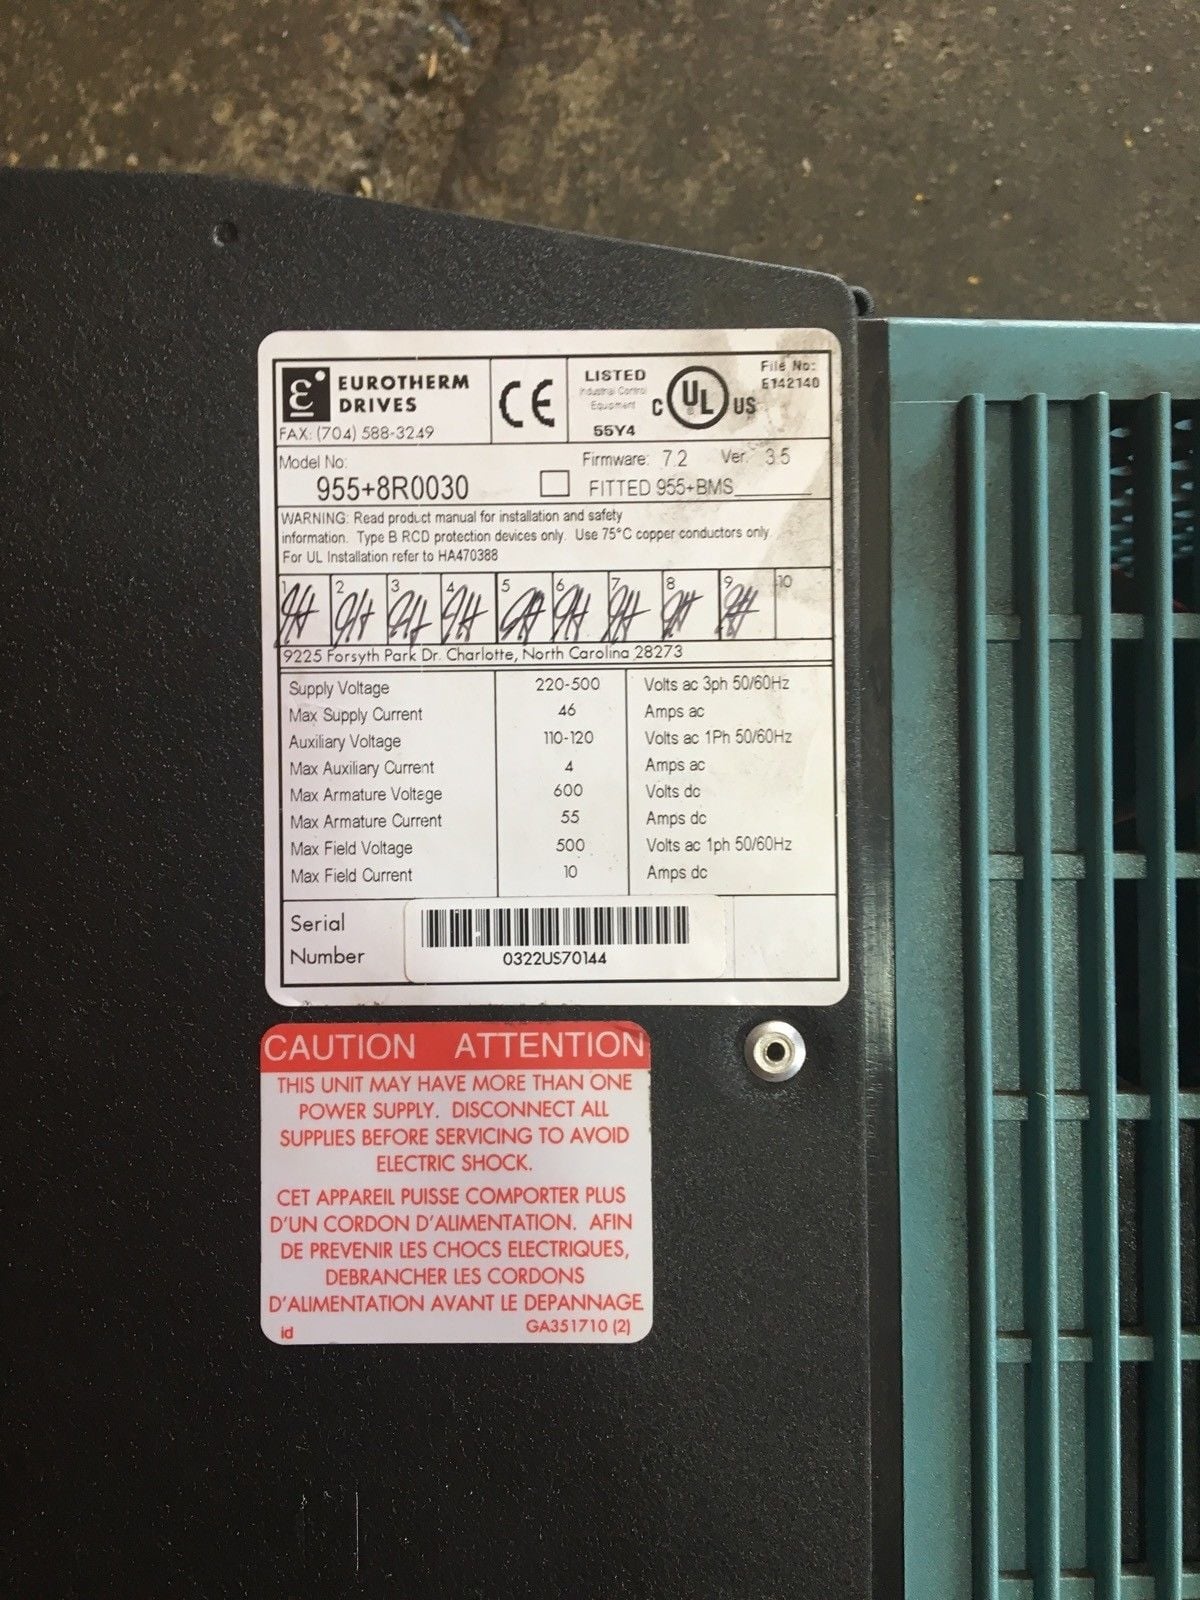 EUROTHERM
DRIVES
FAX: (704) 588-3249
CE
LISTED
Industrial Control
Equipment
55Y4
C UL US
File No:
E142140
Model No:
955+8R0030
Firmware: 7.2 Ver. 3.5
FITTED 955+BMS
WARNING: Read product manual for installation and safety
information. Type B RCD protection devices only. Use 75°C copper conductors only.
For UL Installation refer to HA470388
1 2 3 4 5 6 7 8 9 10
9225 Forsyth Park Dr. Charlotte, North Carolina 28273
Supply Voltage 220-500 Volts ac 3ph 50/60Hz
Max Supply Current 46 Amps ac
Auxiliary Voltage 110-120 Volts ac 1Ph 50/60Hz
Max Auxiliary Current 4 Amps ac
Max Armature Voltage 600 Volts dc
Max Armature Current 55 Amps dc
Max Field Voltage 500 Volts ac 1ph 50/60Hz
Max Field Current 10 Amps dc
Serial
Number
0322US70144
CAUTION ATTENTION
THIS UNIT MAY HAVE MORE THAN ONE
POWER SUPPLY. DISCONNECT ALL
SUPPLIES BEFORE SERVICING TO AVOID
ELECTRIC SHOCK.
CET APPAREIL PUISSE COMPORTER PLUS
D'UN CORDON D'ALIMENTATION. AFIN
DE PREVENIR LES CHOCS ELECTRIQUES,
DEBRANCHER LES CORDONS
D'ALIMENTATION AVANT LE DEPANNAGE
id GA351710 (2)